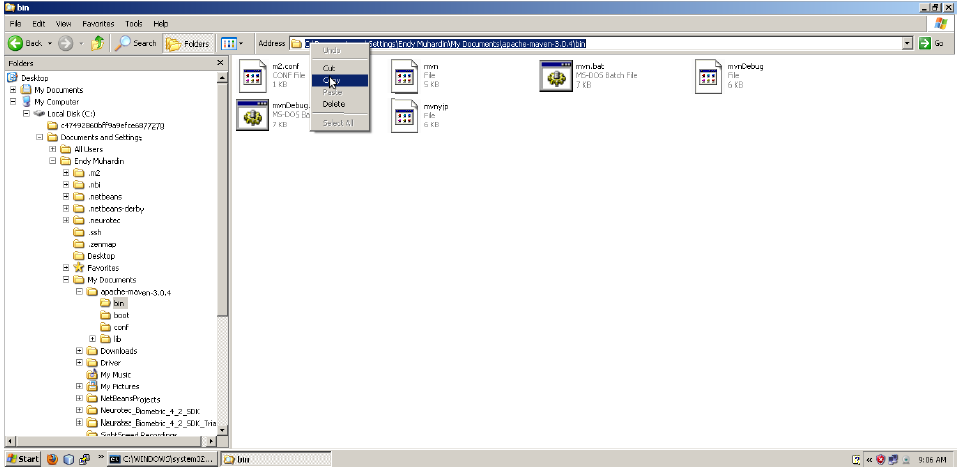 bin
File Edit View Favorites Tools Help
Back Search Folders Address Settings\Endy Muhardin\My Documents\apache-maven-3.0.4\bin Go
Folders
Desktop
My Documents
My Computer
Local Disk (C:)
c47492860bff9a9efce6877278
Documents and Settings
All Users
Endy Muhardin
.m2
.nbi
.netbeans
.netbeans-derby
.neurotec
.ssh
.zenmap
Desktop
Favorites
My Documents
apache-maven-3.0.4
bin
boot
conf
lib
Downloads
Driver
My Music
My Pictures
NetBeansProjects
Neurotec_Biometric_4_2_SDK
Neurotec_Biometric_4_2_SDK_Tria
SightSpeed Recordings
m2.conf
CONF File
1 KB
mvn
File
5 KB
mvn.bat
MS-DOS Batch File
7 KB
mvnDebug
File
6 KB
mvnDebug.
MS-DOS Ba
7 KB
mvnyjp
File
6 KB
Undo
Cut
Copy
Paste
Delete
Select All
Start C:\WINDOWS\system32... bin 9:06 AM